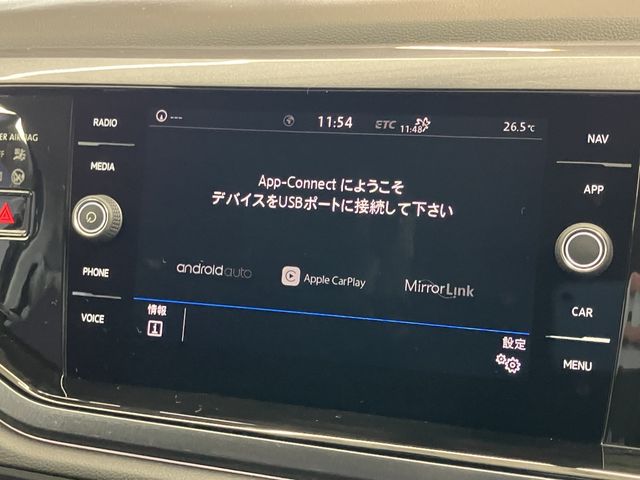 RADIO
MEDIA
PHONE
VOICE
---
11:54
ETC
11:48
26.5℃
App-Connect にようこそ
デバイスをUSBポートに接続して下さい
android auto
Apple CarPlay
MirrorLink
情報
設定
NAV
APP
CAR
MENU